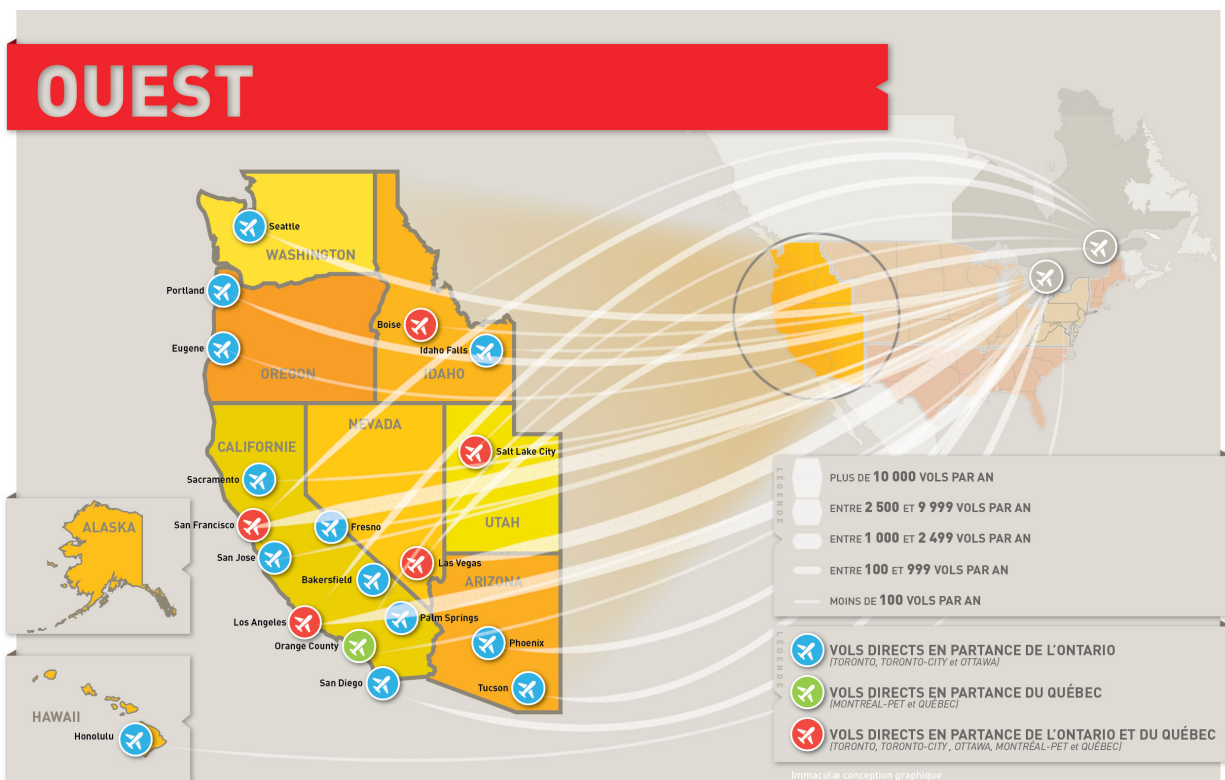 OUEST
Seattle
WASHINGTON
Portland
Boise
Eugene
Idaho Falls
OREGON
IDAHO
NEVADA
CALIFORNIE
Salt Lake City
Sacramento
San Francisco
Fresno
UTAH
San Jose
Las Vegas
Bakersfield
ARIZONA
Los Angeles
Palm Springs
Orange County
Phoenix
San Diego
Tucson
ALASKA
HAWAII
Honolulu
LÉGENDE
PLUS DE 10 000 VOLS PAR AN
ENTRE 2 500 ET 9 999 VOLS PAR AN
ENTRE 1 000 ET 2 499 VOLS PAR AN
ENTRE 100 ET 999 VOLS PAR AN
MOINS DE 100 VOLS PAR AN
LÉGENDE
VOLS DIRECTS EN PARTANCE DE L'ONTARIO
(TORONTO, TORONTO-CITY et OTTAWA)
VOLS DIRECTS EN PARTANCE DU QUÉBEC
(MONTRÉAL-PET et QUÉBEC)
VOLS DIRECTS EN PARTANCE DE L'ONTARIO ET DU QUÉBEC
(TORONTO, TORONTO-CITY , OTTAWA, MONTRÉAL-PET et QUÉBEC)
Immaculæ conception graphique